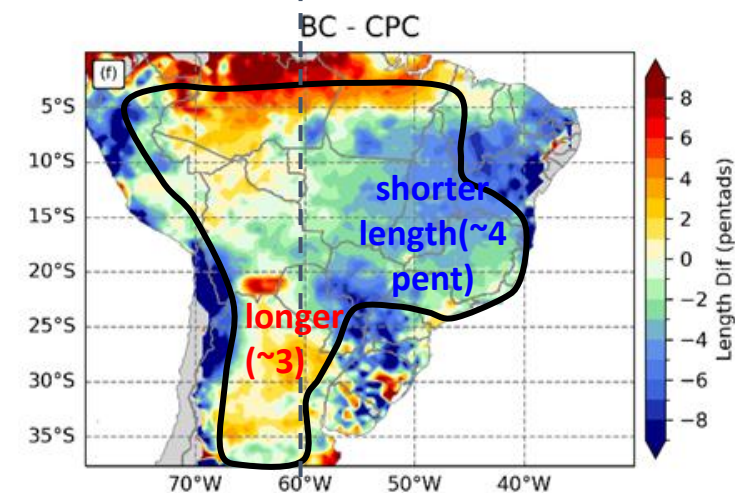 BC - CPC
(f)
5°S
10°S
15°S
20°S
25°S
30°S
35°S
70°W
60°W
50°W
40°W
shorter
length(~4
pent)
longer
(~3)
8
6
4
2
0
−2
−4
−6
−8
Length Dif (pentads)